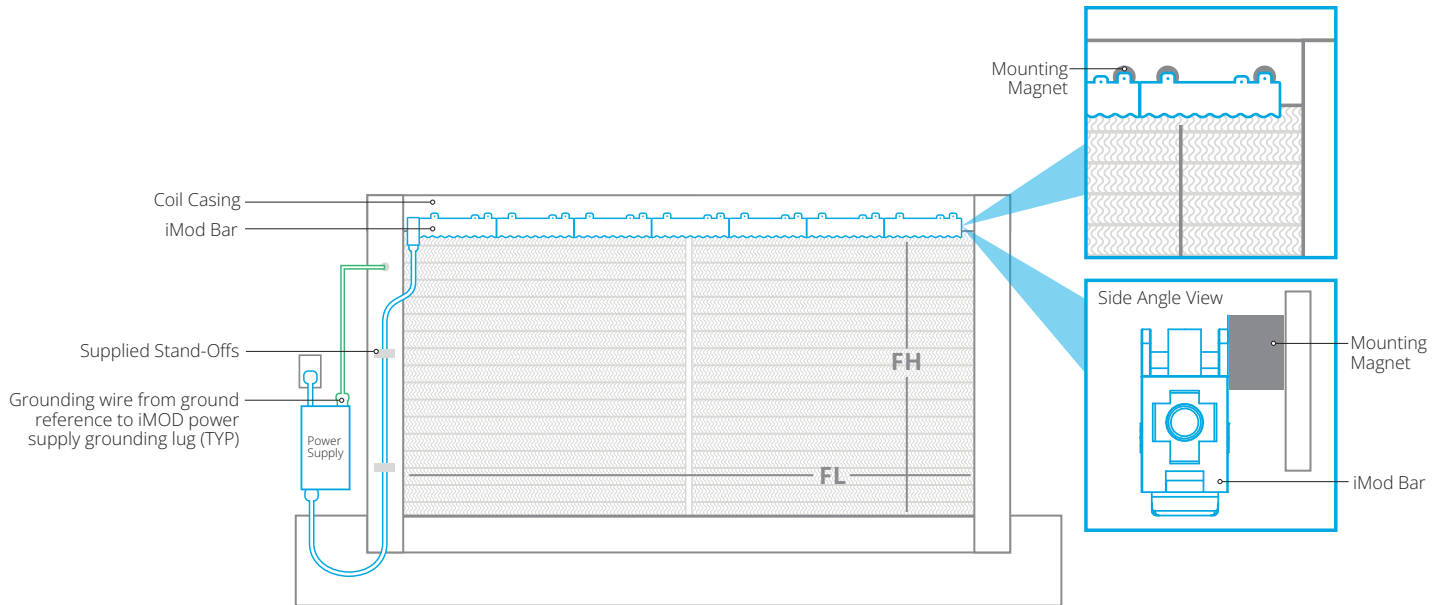 Mounting
Magnet
Coil Casing
iMod Bar
Supplied Stand-Offs
Grounding wire from ground
reference to iMOD power
supply grounding lug (TYP)
Power
Supply
FH
FL
Side Angle View
Mounting
Magnet
iMod Bar